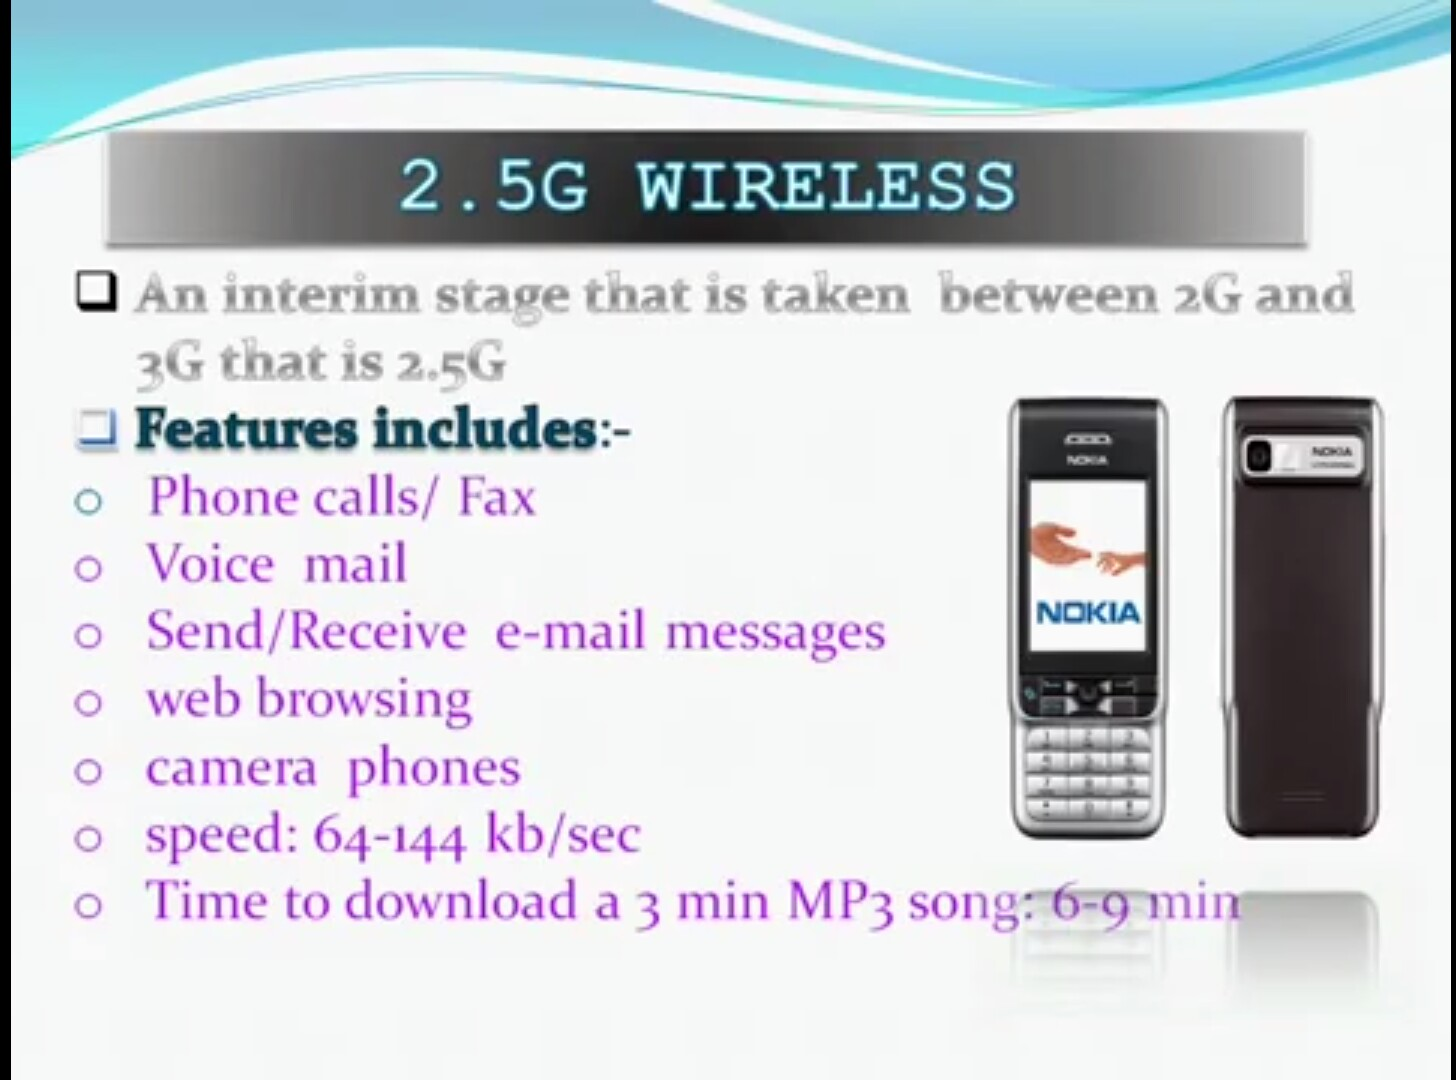 2.5G WIRELESS
An interim stage that is taken between 2G and
3G that is 2.5G
Features includes:-
Phone calls/ Fax
Voice mail
Send/Receive e-mail messages
web browsing
camera phones
speed: 64-144 kb/sec
Time to download a 3 min MP3 song: 6-9 min
NOKIA
NOKIA
NOKIA